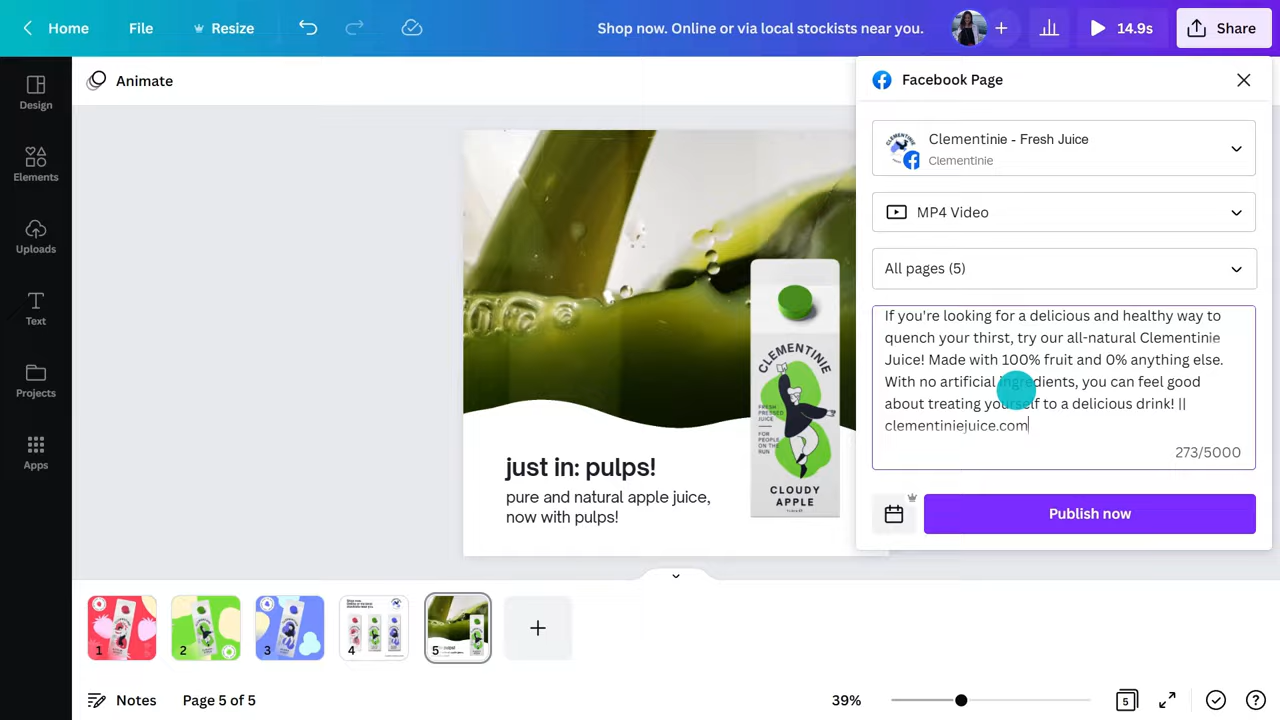 Home
File
Resize
Shop now. Online or via local stockists near you.
14.9s
Share
Design
Elements
Uploads
Text
Projects
Apps
Animate
Facebook Page
Clementinie - Fresh Juice
Clementinie
MP4 Video
All pages (5)
If you're looking for a delicious and healthy way to
quench your thirst, try our all-natural Clementinie
Juice! Made with 100% fruit and 0% anything else.
With no artificial ingredients, you can feel good
about treating yourself to a delicious drink! ||
clementiniejuice.com
273/5000
Publish now
CLEMENTINIE
FRESH
PRESSED
JUICE
FOR
PEOPLE
ON THE
RUN
CLOUDY
APPLE
just in: pulps!
pure and natural apple juice,
now with pulps!
1
2
3
4
5
Notes
Page 5 of 5
39%
5